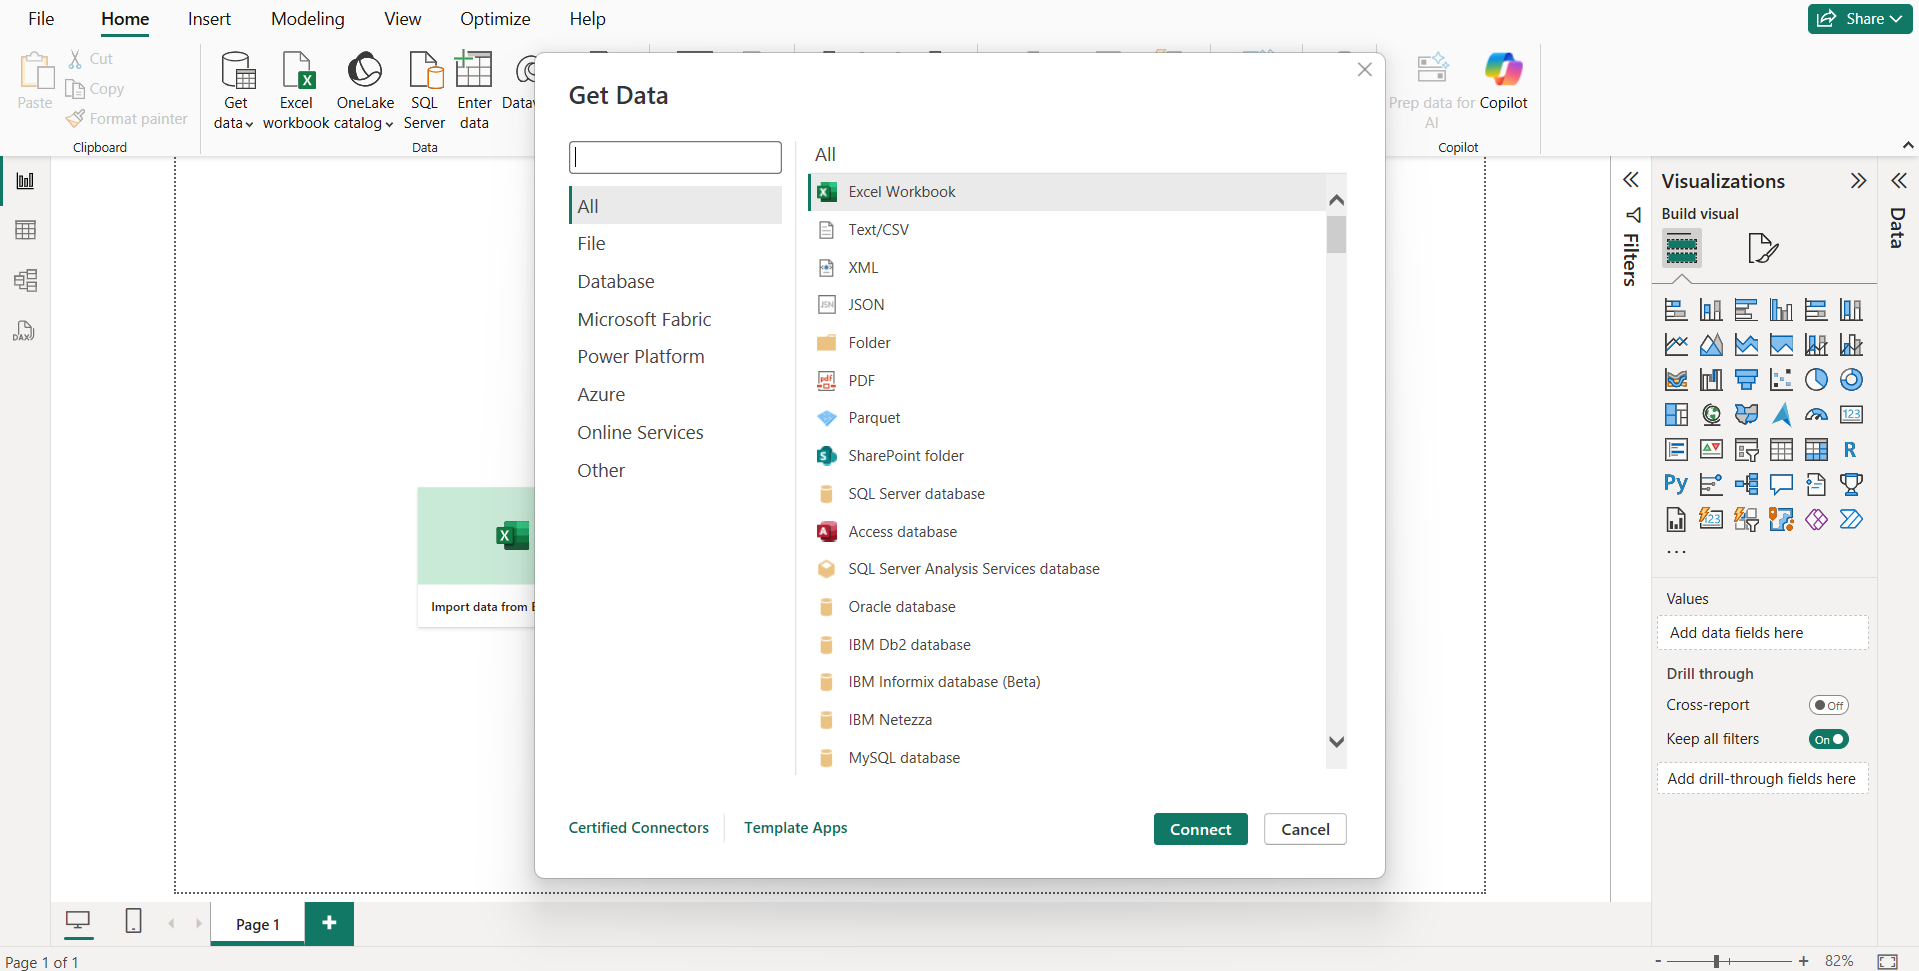 File Home Insert Modeling View Optimize Help
Share
Paste
Cut
Copy
Format painter
Clipboard
Get data
Excel workbook
OneLake catalog
SQL Server
Enter data
Data
Prep data for AI
Copilot
Copilot
Get Data
All
File
Database
Microsoft Fabric
Power Platform
Azure
Online Services
Other
All
Excel Workbook
Text/CSV
XML
JSON
Folder
PDF
Parquet
SharePoint folder
SQL Server database
Access database
SQL Server Analysis Services database
Oracle database
IBM Db2 database
IBM Informix database (Beta)
IBM Netezza
MySQL database
Certified Connectors
Template Apps
Connect
Cancel
Import data from
Filters
Visualizations
Build visual
123
R
Py
123
Values
Add data fields here
Drill through
Cross-report
Off
Keep all filters
On
Add drill-through fields here
Data
DAX
Page 1
+
Page 1 of 1
- + 82%